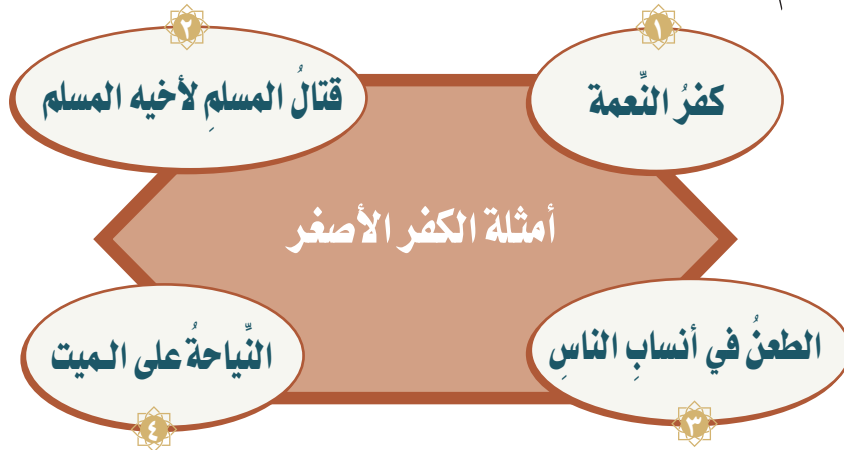 أمثلة الكفر الأصغر
١
كفرُ النِّعمة
٢
قتالُ المسلمِ لأخيه المسلم
٣
الطعنُ في أنسابِ الناسِ
٤
النِّياحةُ على الميت